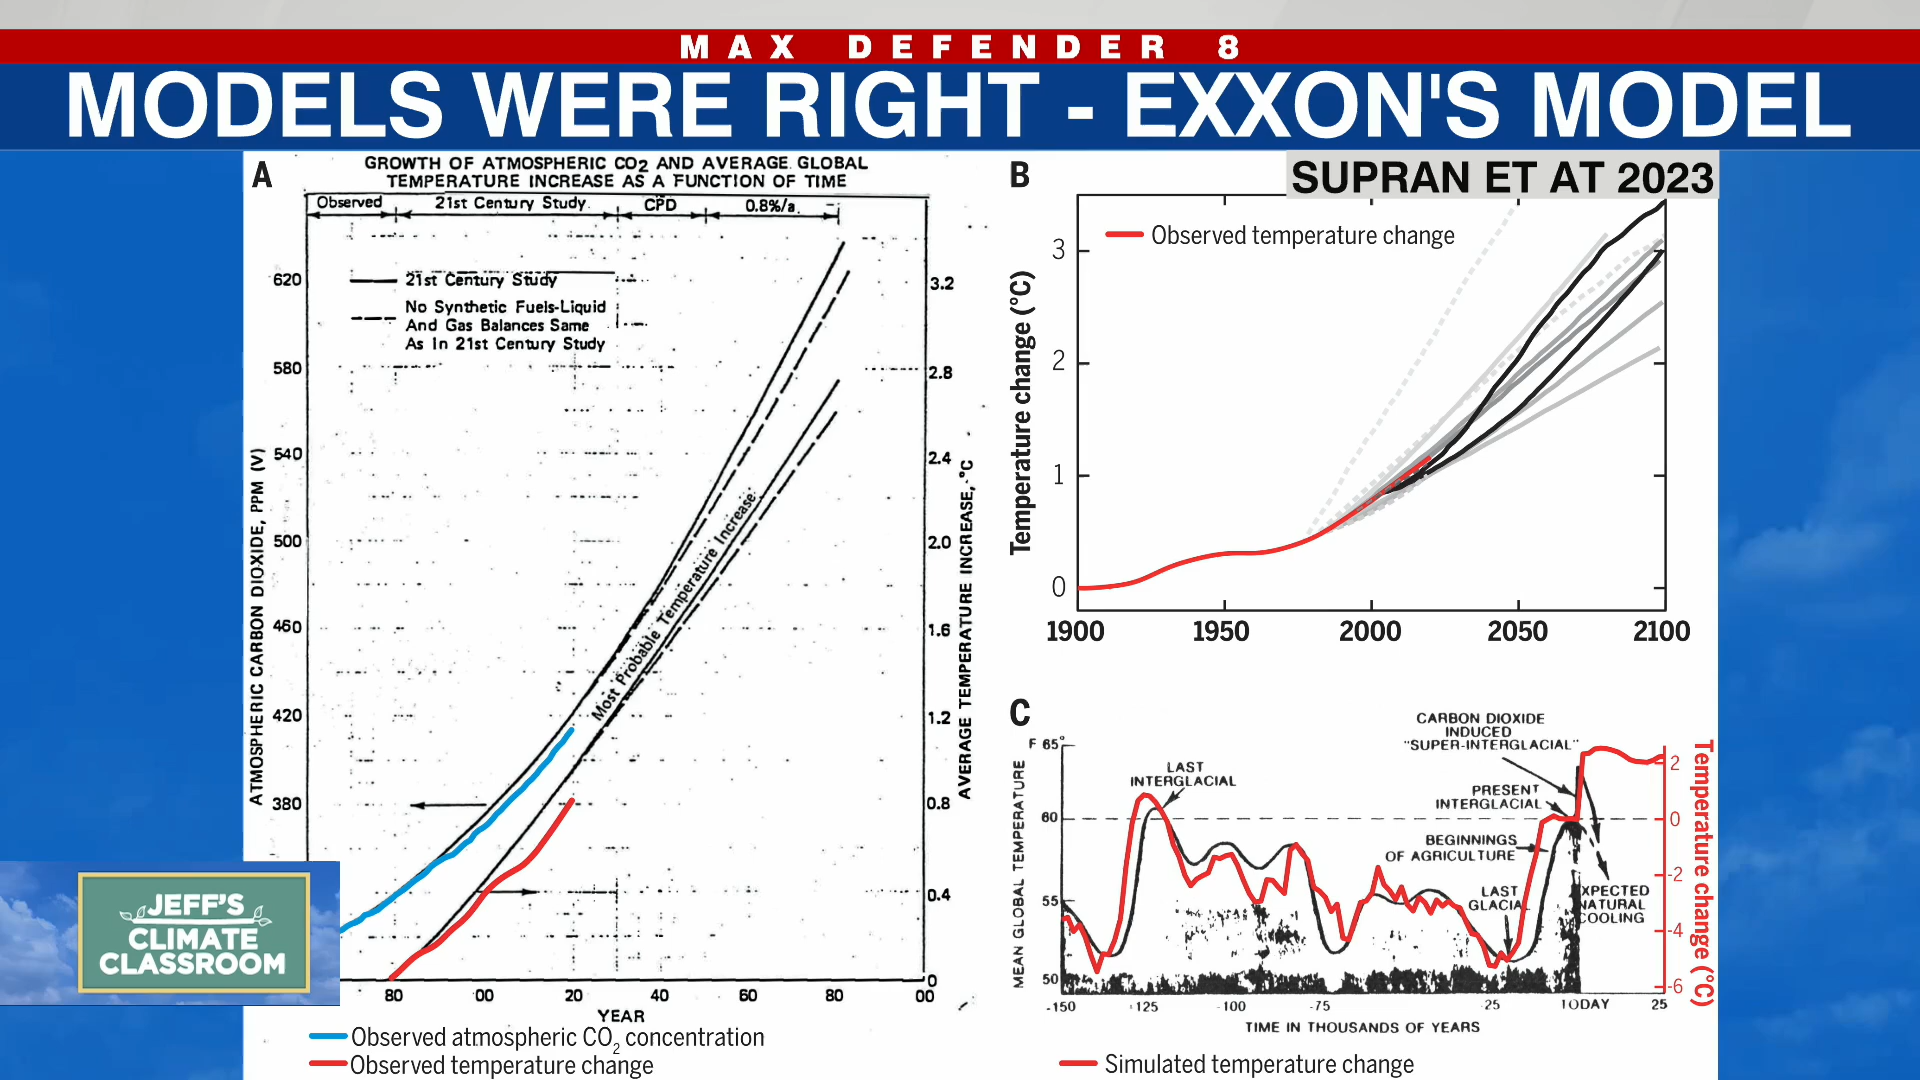 MAX DEFENDER 8
MODELS WERE RIGHT - EXXON'S MODEL
A
GROWTH OF ATMOSPHERIC CO2 AND AVERAGE GLOBAL
TEMPERATURE INCREASE AS A FUNCTION OF TIME
Observed
21st Century Study
CPD
0.8%/a
21st Century Study
No Synthetic Fuels-Liquid
And Gas Balances Same
As In 21st Century Study
620
580
540
500
460
420
380
3.2
2.8
2.4
2.0
1.6
1.2
0.8
0.4
0
ATMOSPHERIC CARBON DIOXIDE, PPM (V)
AVERAGE TEMPERATURE INCREASE, °C
Most Probable Temperature Increase
80
00
20
40
60
80
00
YEAR
Observed atmospheric CO2 concentration
Observed temperature change
JEFF'S
CLIMATE
CLASSROOM
B
SUPRAN ET AT 2023
Observed temperature change
Temperature change (°C)
3
2
1
0
1900
1950
2000
2050
2100
C
F 65°
60
55
50
MEAN GLOBAL TEMPERATURE
CARBON DIOXIDE
INDUCED
"SUPER-INTERGLACIAL"
LAST
INTERGLACIAL
PRESENT
INTERGLACIAL
BEGINNINGS
OF AGRICULTURE
LAST
GLACIAL
XPECTED
NATURAL
COOLING
2
0
-2
-4
-6
Temperature change (°C)
-150
-125
-100
-75
-25
TODAY
25
TIME IN THOUSANDS OF YEARS
Simulated temperature change